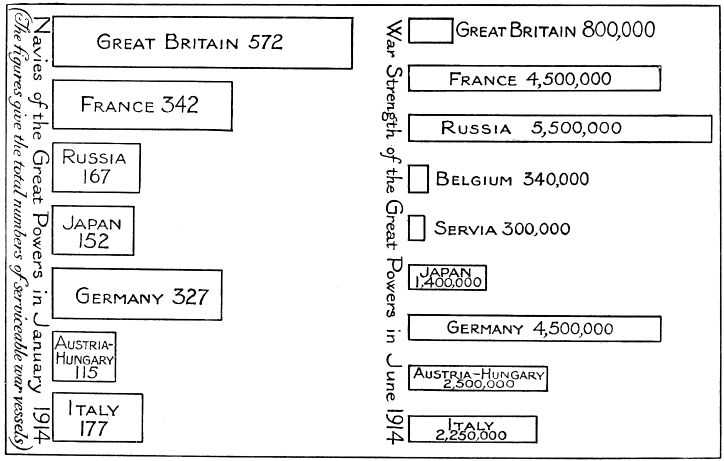 Navies of the Great Powers in January 1914
(The figures give the total numbers of serviceable war vessels)
GREAT BRITAIN 572
FRANCE 342
RUSSIA
167
JAPAN
152
GERMANY 327
AUSTRIA-
HUNGARY
115
ITALY
177
War Strength of the Great Powers in June 1914
GREAT BRITAIN 800,000
FRANCE 4,500,000
RUSSIA 5,500,000
BELGIUM 340,000
SERVIA 300,000
JAPAN
1,400,000
GERMANY 4,500,000
AUSTRIA-HUNGARY
2,500,000
ITALY
2,250,000